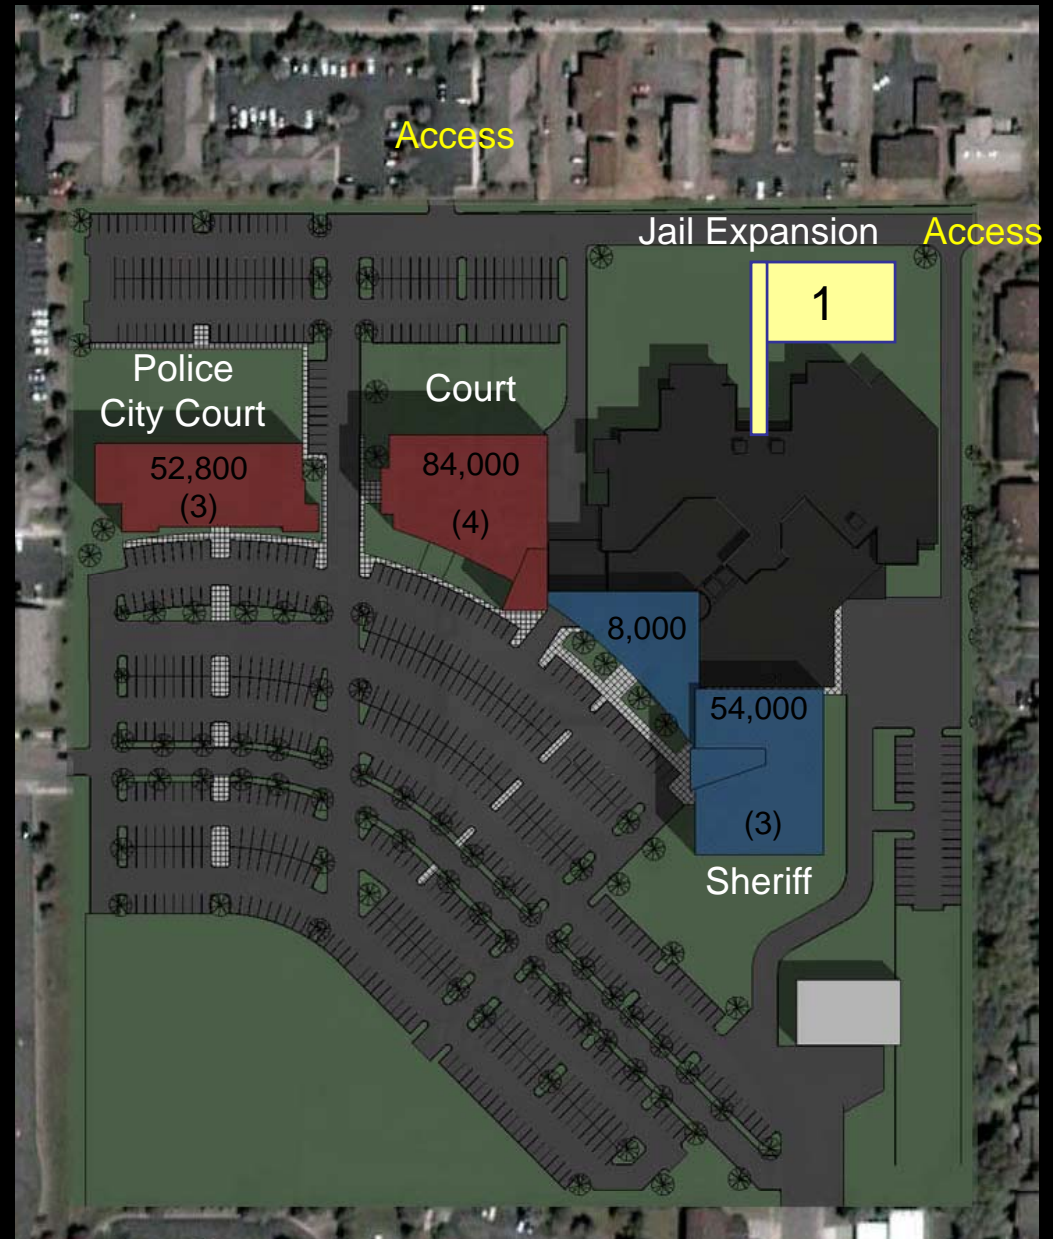 Access
Jail Expansion
Access
1
Police
City Court
Court
52,800
(3)
84,000
(4)
8,000
54,000
(3)
Sheriff